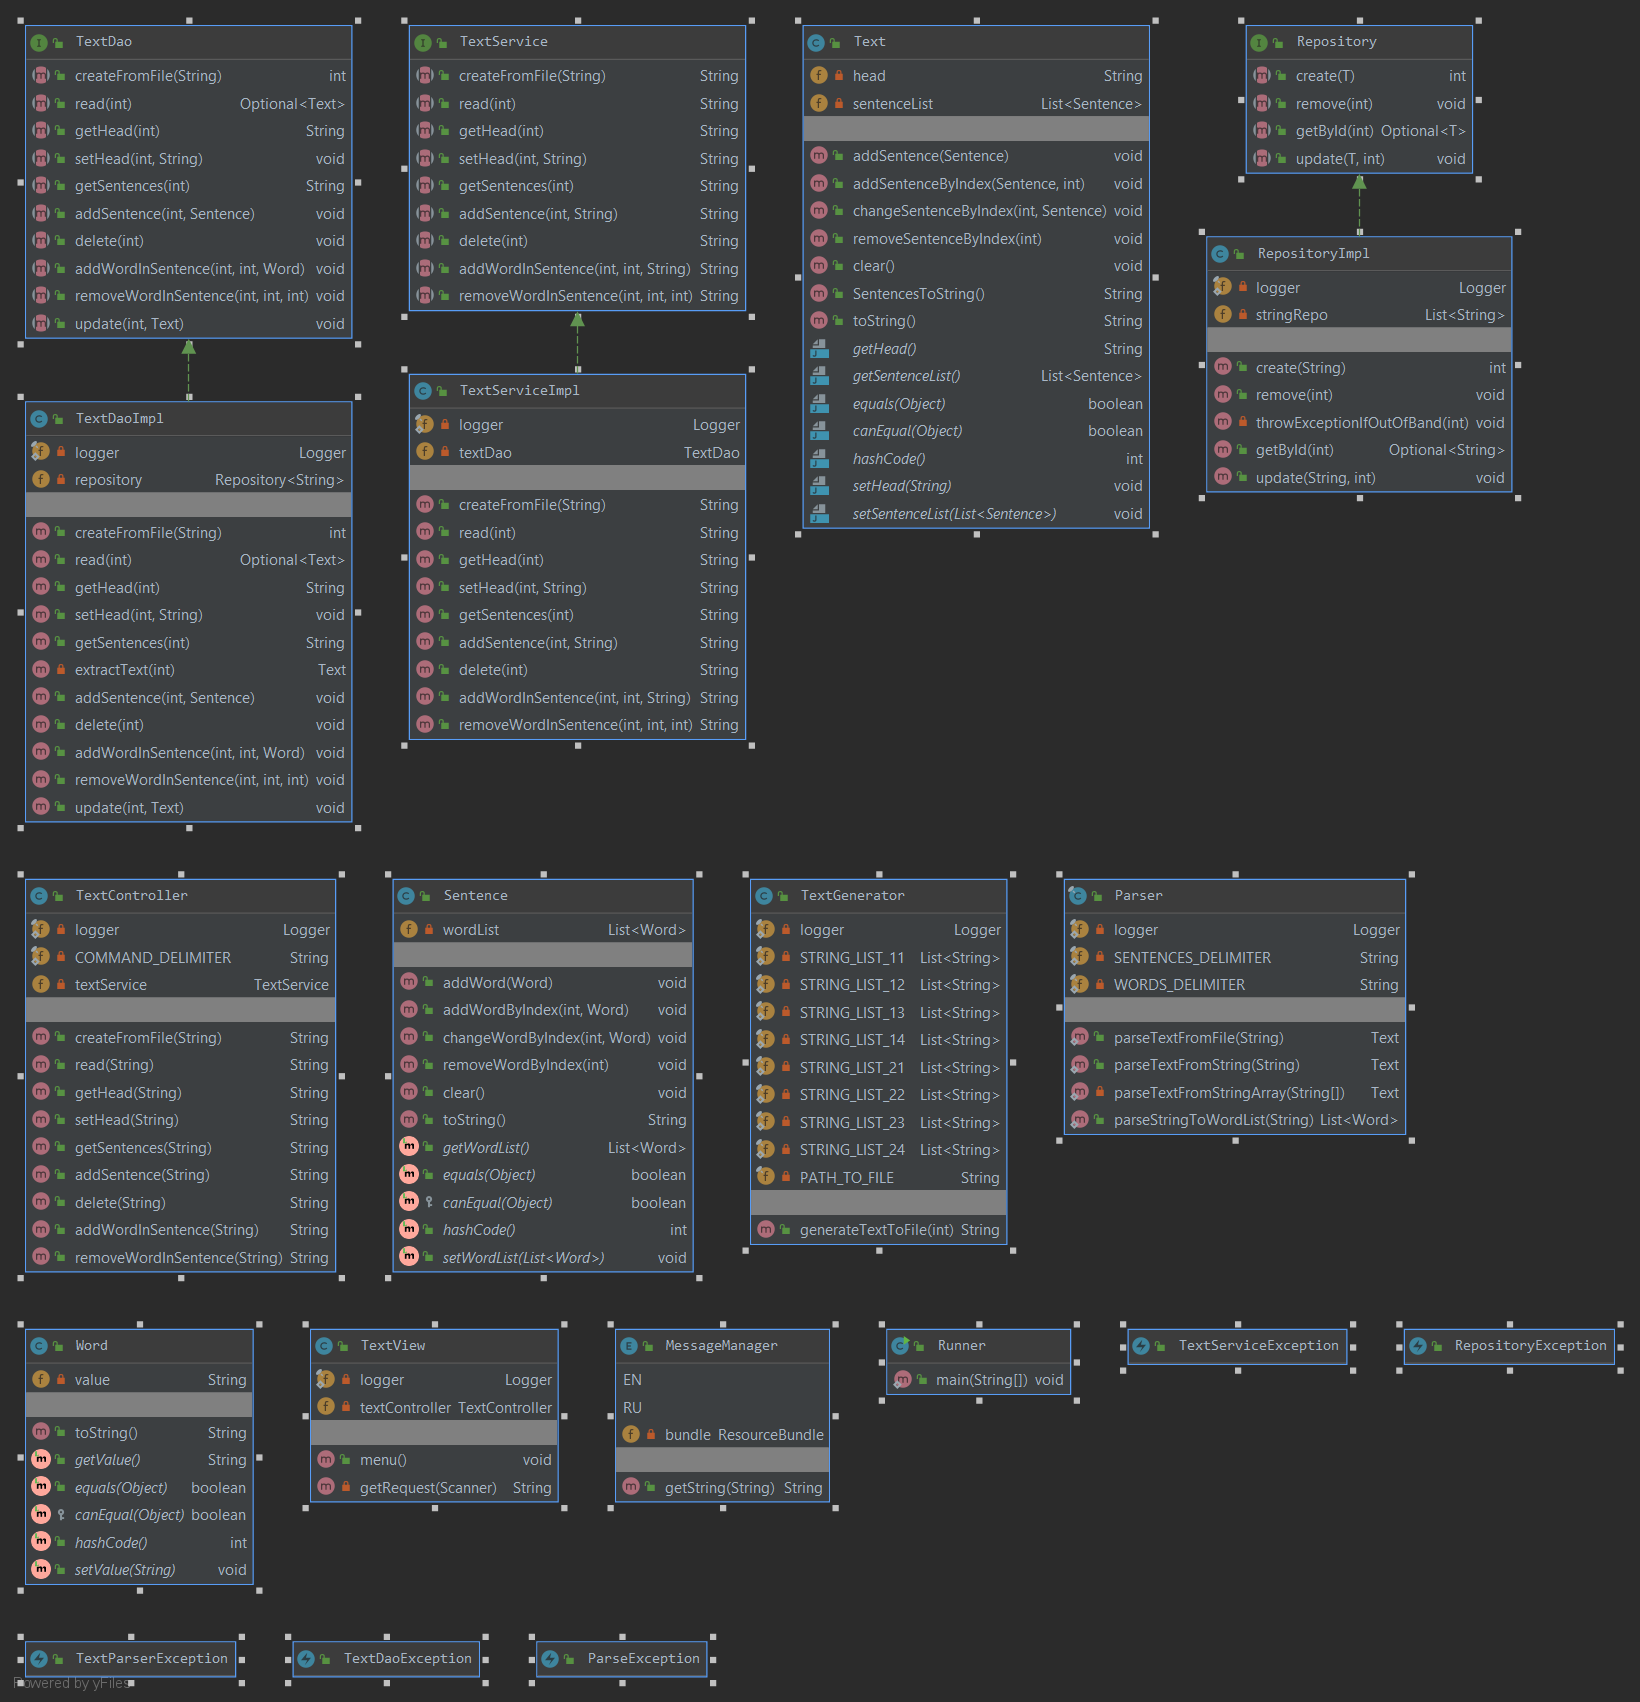 TextDao
createFromFile(String) int
read(int) Optional<Text>
getHead(int) String
setHead(int, String) void
getSentences(int) String
addSentence(int, Sentence) void
delete(int) void
addWordInSentence(int, int, Word) void
removeWordInSentence(int, int, int) void
update(int, Text) void
TextService
createFromFile(String) String
read(int) String
getHead(int) String
setHead(int, String) String
getSentences(int) String
addSentence(int, String) String
delete(int) String
addWordInSentence(int, int, String) String
removeWordInSentence(int, int, int) String
Text
head String
sentenceList List<Sentence>
addSentence(Sentence) void
addSentenceByIndex(Sentence, int) void
changeSentenceByIndex(int, Sentence) void
removeSentenceByIndex(int) void
clear() void
SentencesToString() String
toString() String
getHead() String
getSentenceList() List<Sentence>
equals(Object) boolean
canEqual(Object) boolean
hashCode() int
setHead(String) void
setSentenceList(List<Sentence>) void
Repository
create(T) int
remove(int) void
getById(int) Optional<T>
update(T, int) void
RepositoryImpl
logger Logger
stringRepo List<String>
create(String) int
remove(int) void
throwExceptionIfOutOfBand(int) void
getById(int) Optional<String>
update(String, int) void
TextDaoImpl
logger Logger
repository Repository<String>
createFromFile(String) int
read(int) Optional<Text>
getHead(int) String
setHead(int, String) void
getSentences(int) String
extractText(int) Text
addSentence(int, Sentence) void
delete(int) void
addWordInSentence(int, int, Word) void
removeWordInSentence(int, int, int) void
update(int, Text) void
TextServiceImpl
logger Logger
textDao TextDao
createFromFile(String) String
read(int) String
getHead(int) String
setHead(int, String) String
getSentences(int) String
addSentence(int, String) String
delete(int) String
addWordInSentence(int, int, String) String
removeWordInSentence(int, int, int) String
TextController
logger Logger
COMMAND_DELIMITER String
textService TextService
createFromFile(String) String
read(String) String
getHead(String) String
setHead(String) String
getSentences(String) String
addSentence(String) String
delete(String) String
addWordInSentence(String) String
removeWordInSentence(String) String
Sentence
wordList List<Word>
addWord(Word) void
addWordByIndex(int, Word) void
changeWordByIndex(int, Word) void
removeWordByIndex(int) void
clear() void
toString() String
getWordList() List<Word>
equals(Object) boolean
canEqual(Object) boolean
hashCode() int
setWordList(List<Word>) void
TextGenerator
logger Logger
STRING_LIST_11 List<String>
STRING_LIST_12 List<String>
STRING_LIST_13 List<String>
STRING_LIST_14 List<String>
STRING_LIST_21 List<String>
STRING_LIST_22 List<String>
STRING_LIST_23 List<String>
STRING_LIST_24 List<String>
PATH_TO_FILE String
generateTextToFile(int) String
Parser
logger Logger
SENTENCES_DELIMITER String
WORDS_DELIMITER String
parseTextFromFile(String) Text
parseTextFromString(String) Text
parseTextFromStringArray(String[]) Text
parseStringToWordList(String) List<Word>
Word
value String
toString() String
getValue() String
equals(Object) boolean
canEqual(Object) boolean
hashCode() int
setValue(String) void
TextView
logger Logger
textController TextController
menu() void
getRequest(Scanner) String
MessageManager
EN
RU
bundle ResourceBundle
getString(String) String
Runner
main(String[]) void
TextServiceException
RepositoryException
TextParserException
TextDaoException
ParseException
Powered by yFiles